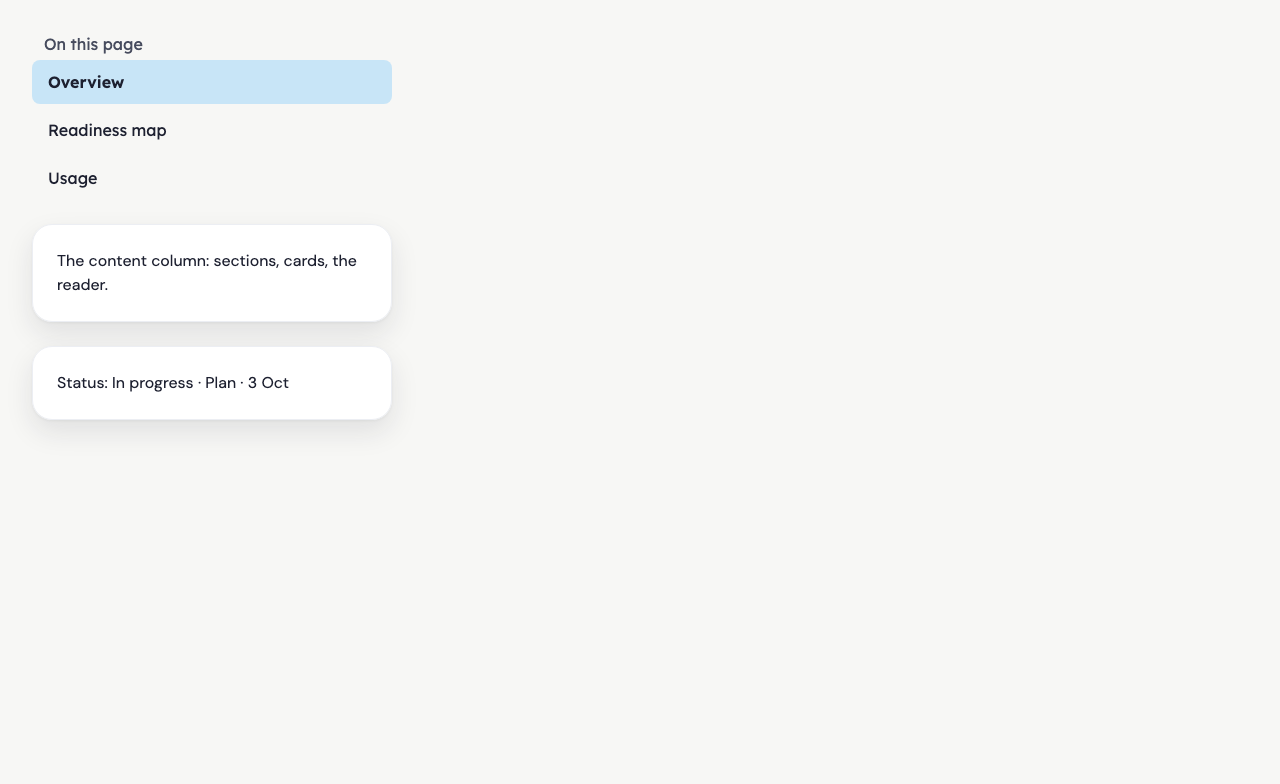 On this page
Overview
Readiness map
Usage
The content column: sections, cards, the
reader.
Status: In progress · Plan · 3 Oct